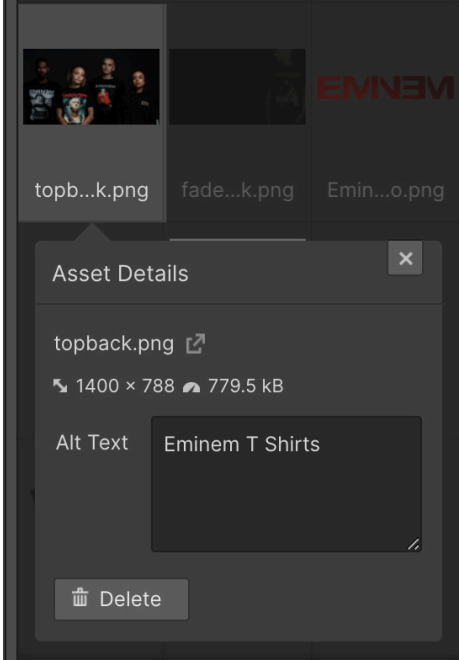 EMINEM
topb...k.png
fade...k.png
Emin...o.png
Asset Details
topback.png
1400 × 788 779.5 kB
Alt Text
Eminem T Shirts
Delete